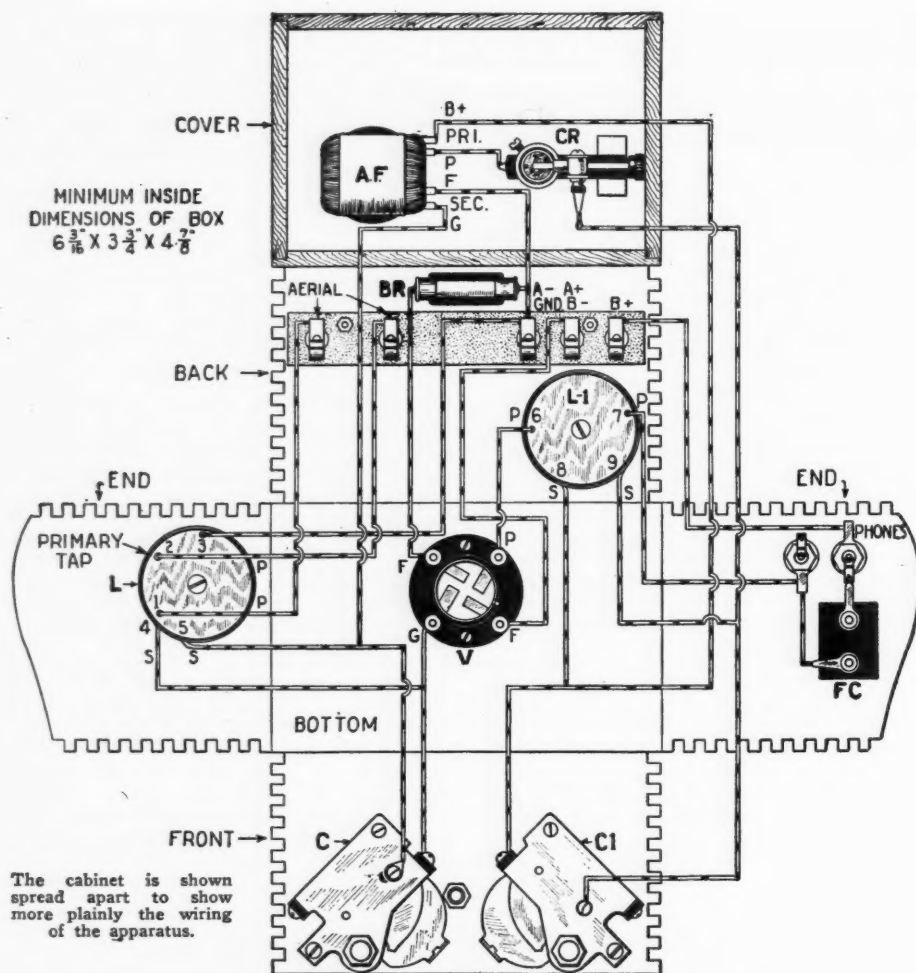 COVER
B+
PRI.
P
F
SEC.
G
A.F.
CR
MINIMUM INSIDE
DIMENSIONS OF BOX
6 3/16" X 3 3/4" X 4 7/8"
AERIAL
BR
A- A+
GND B- B+
BACK
L-1
P 6 7 P
8 9
S S
END
END
PRIMARY
TAP
2 3
P
L
P
1
4 5
S S
F P
G F
V
PHONES
FC
BOTTOM
FRONT
C
C1
The cabinet is shown
spread apart to show
more plainly the wiring
of the apparatus.